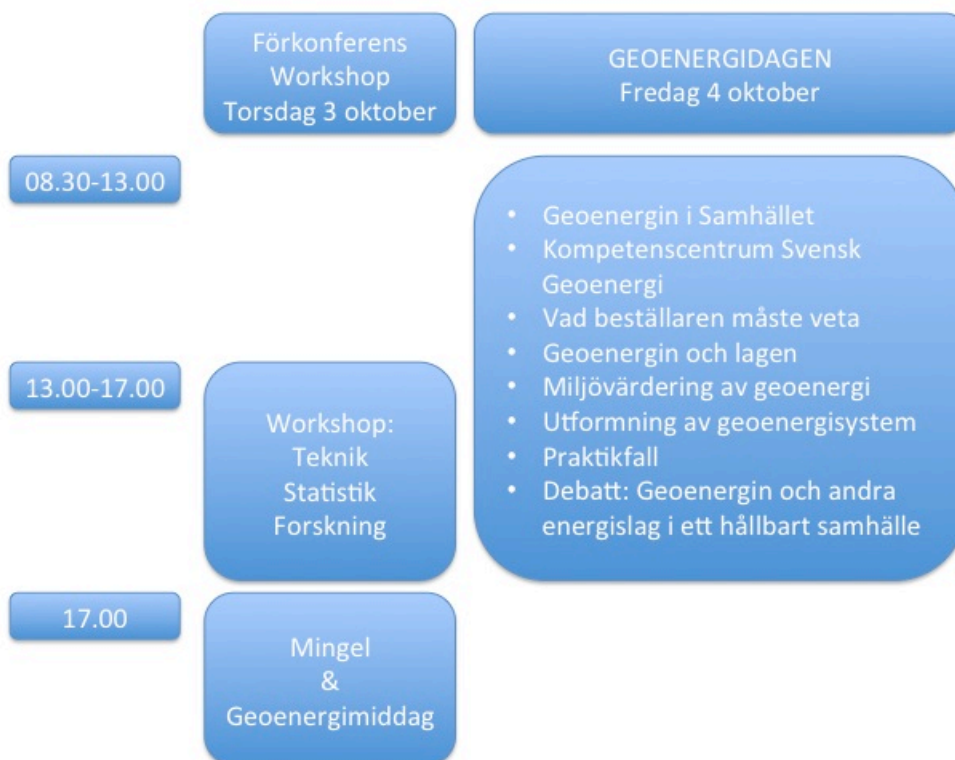 Förkonferens
Workshop
Torsdag 3 oktober
GEOENERGIDAGEN
Fredag 4 oktober
08.30-13.00
• Geoenergin i Samhället
• Kompetenscentrum Svensk
Geoenergi
• Vad beställaren måste veta
• Geoenergin och lagen
• Miljövärdering av geoenergi
• Utformning av geoenergisystem
• Praktikfall
• Debatt: Geoenergin och andra
energislag i ett hållbart samhälle
13.00-17.00
Workshop:
Teknik
Statistik
Forskning
17.00
Mingel
&
Geoenergimiddag